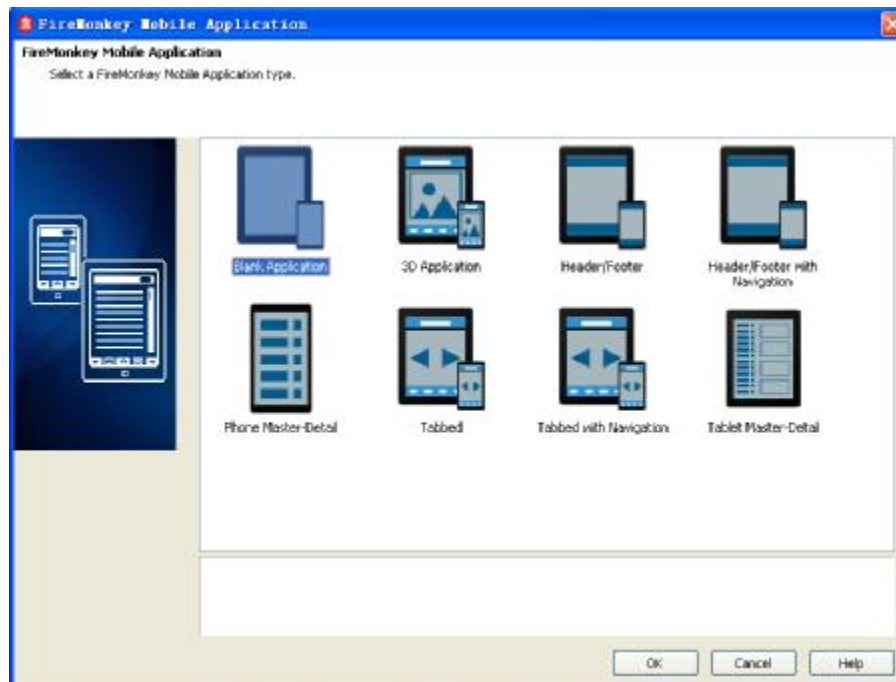 FireMonkey Mobile Application
FireMonkey Mobile Application
Select a FireMonkey Mobile Application type.
Blank Application
3D Application
Header/Footer
Header/Footer with
Navigation
Phone Master-Detail
Tabbed
Tabbed with Navigation
Tablet Master-Detail
OK
Cancel
Help